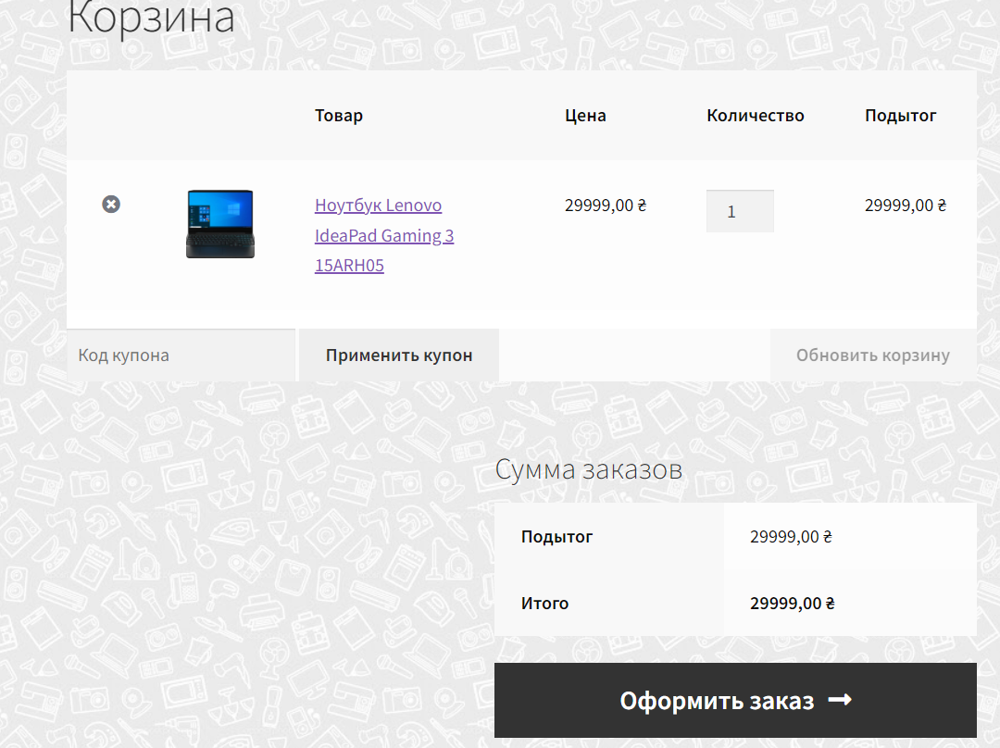 Корзина
Товар Цена Количество Подытог
Ноутбук Lenovo 29999,00 ₴ 1 29999,00 ₴
IdeaPad Gaming 3
15ARH05
Код купона Применить купон Обновить корзину
Сумма заказов
Подытог 29999,00 ₴
Итого 29999,00 ₴
Оформить заказ →